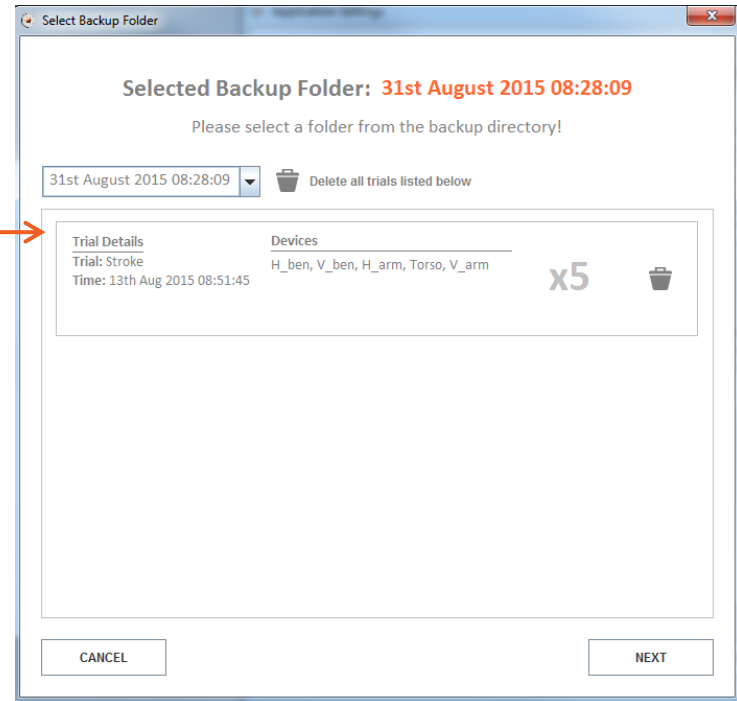 Select Backup Folder
Application Settings
Selected Backup Folder: 31st August 2015 08:28:09
Please select a folder from the backup directory!
31st August 2015 08:28:09
Delete all trials listed below
Trial Details
Devices
Trial: Stroke
H_ben, V_ben, H_arm, Torso, V_arm
Time: 13th Aug 2015 08:51:45
x5
CANCEL
NEXT